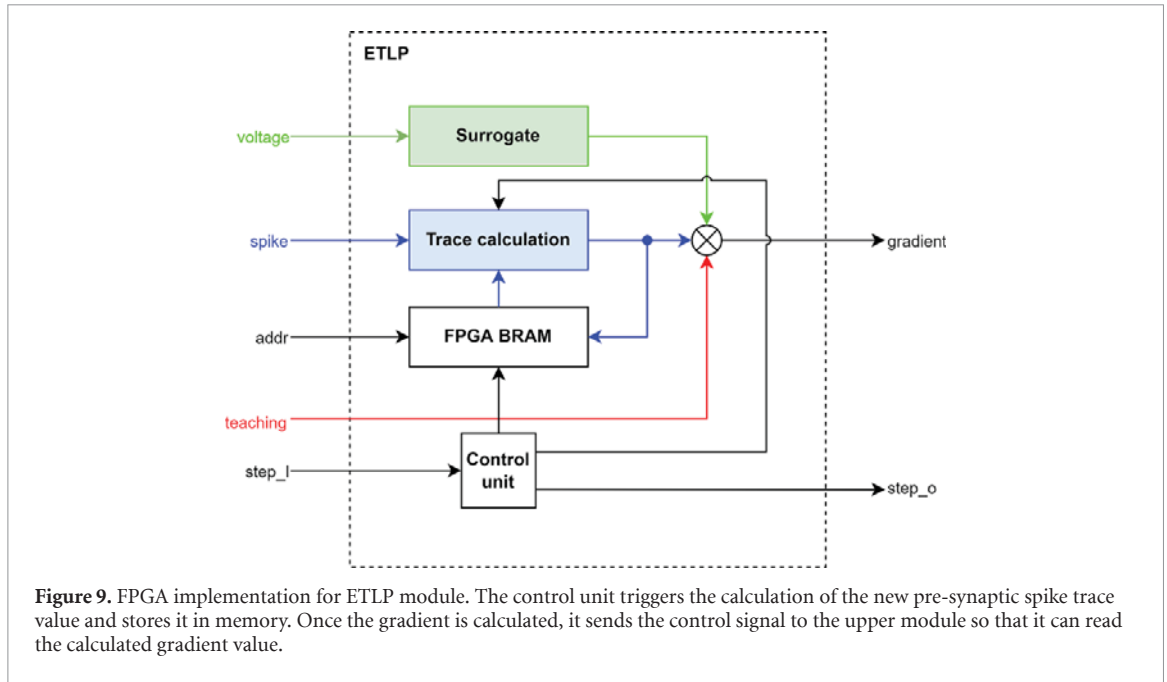 ETLP
voltage
Surrogate
spike
Trace calculation
gradient
addr
FPGA BRAM
teaching
step_I
Control
unit
step_o
Figure 9. FPGA implementation for ETLP module. The control unit triggers the calculation of the new pre-synaptic spike trace
value and stores it in memory. Once the gradient is calculated, it sends the control signal to the upper module so that it can read
the calculated gradient value.